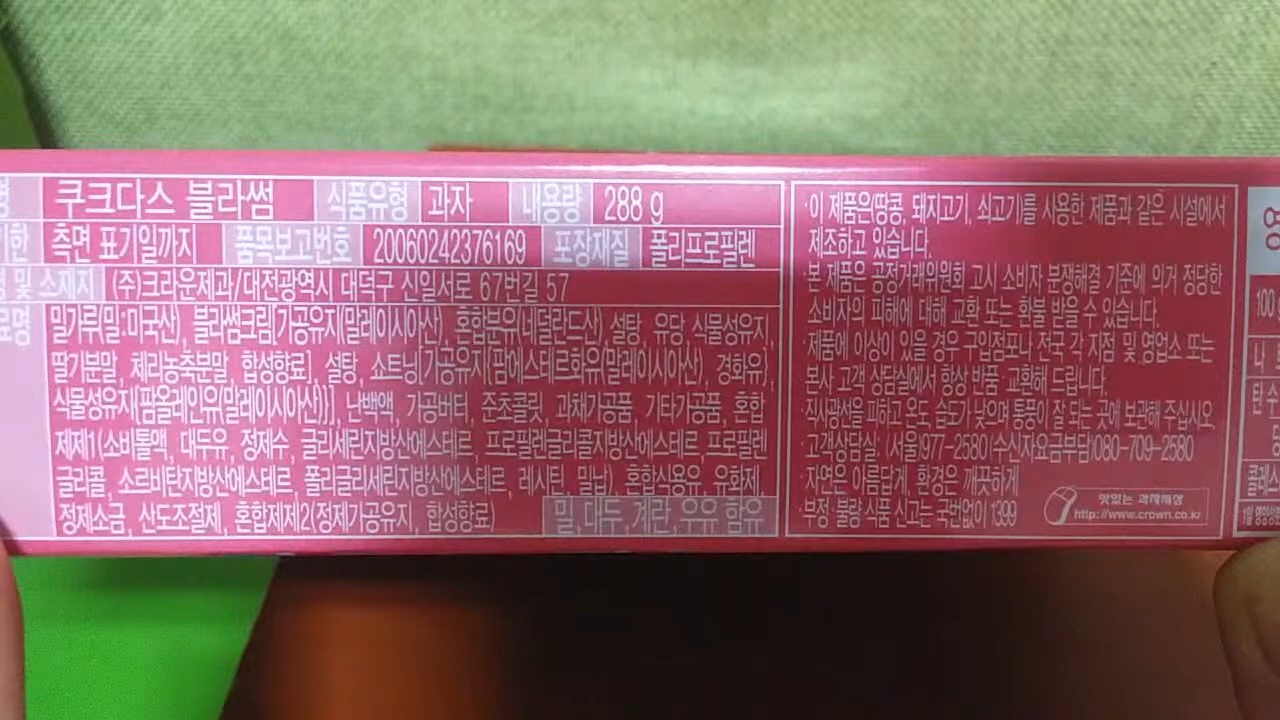 쿠크다스 블라썸 식품유형 과자 내용량 288 g
기한 측면 표기일까지 품목보고번호 20060242376169 포장재질 폴리프로필렌
및 소재지 (주)크라운제과/대전광역시 대덕구 신일서로 67번길 57
료명 밀가루(밀:미국산), 블라썸크림[가공유지(말레이시아산), 혼합분유(네덜란드산), 설탕, 유당, 식물성유지,
딸기분말, 체리농축분말, 합성향료], 설탕, 쇼트닝[가공유지{팜에스테르화유(말레이시아산), 경화유},
식물성유지{팜올레인유(말레이시아산)}], 난백액, 가공버터, 준초콜릿, 과채가공품, 기타가공품, 혼합
제제1(소비톨액, 대두유, 정제수, 글리세린지방산에스테르, 프로필렌글리콜지방산에스테르, 프로필렌
글리콜, 소르비탄지방산에스테르, 폴리글리세린지방산에스테르, 레시틴, 밀납), 혼합식용유, 유화제,
정제소금, 산도조절제, 혼합제제2(정제가공유지, 합성향료)
밀, 대두, 계란, 우유 함유
·이 제품은(땅콩, 돼지고기, 쇠고기)를 사용한 제품과 같은 시설에서
제조하고 있습니다.
·본 제품은 공정거래위원회 고시 소비자 분쟁해결 기준에 의거 정당한
소비자의 피해에 대해 교환 또는 환불 받을 수 있습니다.
·제품에 이상이 있을 경우 구입점포나 전국 각 지점 및 영업소 또는
본사 고객 상담실에서 항상 반품 교환해 드립니다.
·직사광선을 피하고 온도, 습도가 낮으며 통풍이 잘 되는 곳에 보관해 주십시오.
·고객상담실: (서울)977-2580(수신자요금부담)080-709-2580
·자연은 아름답게, 환경은 깨끗하게
·부정·불량식품 신고는 국번없이 1399
맛있는 과자세상
http://www.crown.co.kr
100
내
탄수
콜레스